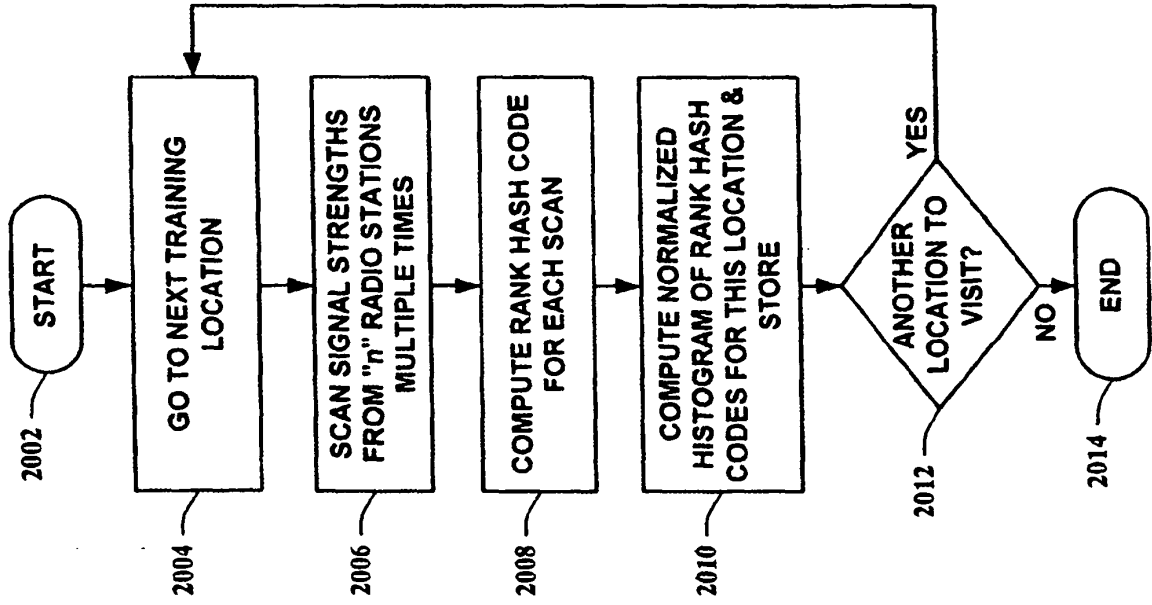 START
2002
GO TO NEXT TRAINING
LOCATION
2004
SCAN SIGNAL STRENGTHS
FROM "n" RADIO STATIONS
MULTIPLE TIMES
2006
COMPUTE RANK HASH CODE
FOR EACH SCAN
2008
COMPUTE NORMALIZED
HISTOGRAM OF RANK HASH
CODES FOR THIS LOCATION &
STORE
2010
ANOTHER
LOCATION TO
VISIT?
YES
2012
NO
END
2014